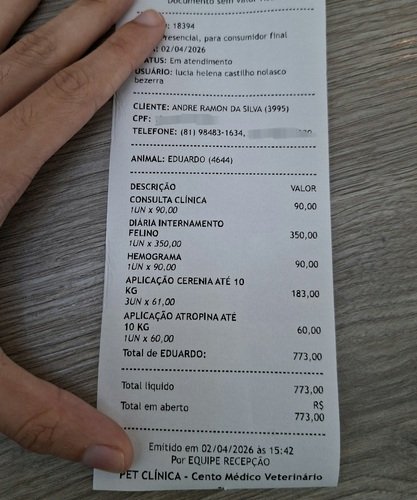 Documento sem valor
: 18394
resencial, para consumidor final
: 02/04/2026
ATUS: Em atendimento
USUÁRIO: lucia helena castilho nolasco
bezerra
CLIENTE: ANDRE RAMON DA SILVA (3995)
CPF:
TELEFONE: (81) 98483-1634,
ANIMAL: EDUARDO (4644)
DESCRIÇÃO VALOR
CONSULTA CLÍNICA
1UN x 90,00 90,00
DIÁRIA INTERNAMENTO
FELINO 350,00
1UN x 350,00
HEMOGRAMA
1UN x 90,00 90,00
APLICAÇÃO CERENIA ATÉ 10
KG 183,00
3UN x 61,00
APLICAÇÃO ATROPINA ATÉ
10 KG 60,00
1UN x 60,00
Total de EDUARDO: 773,00
Total líquido 773,00
Total em aberto R$
773,00
Emitido em 02/04/2026 às 15:42
Por EQUIPE RECEPÇÃO
PET CLÍNICA - Cento Médico Veterinário